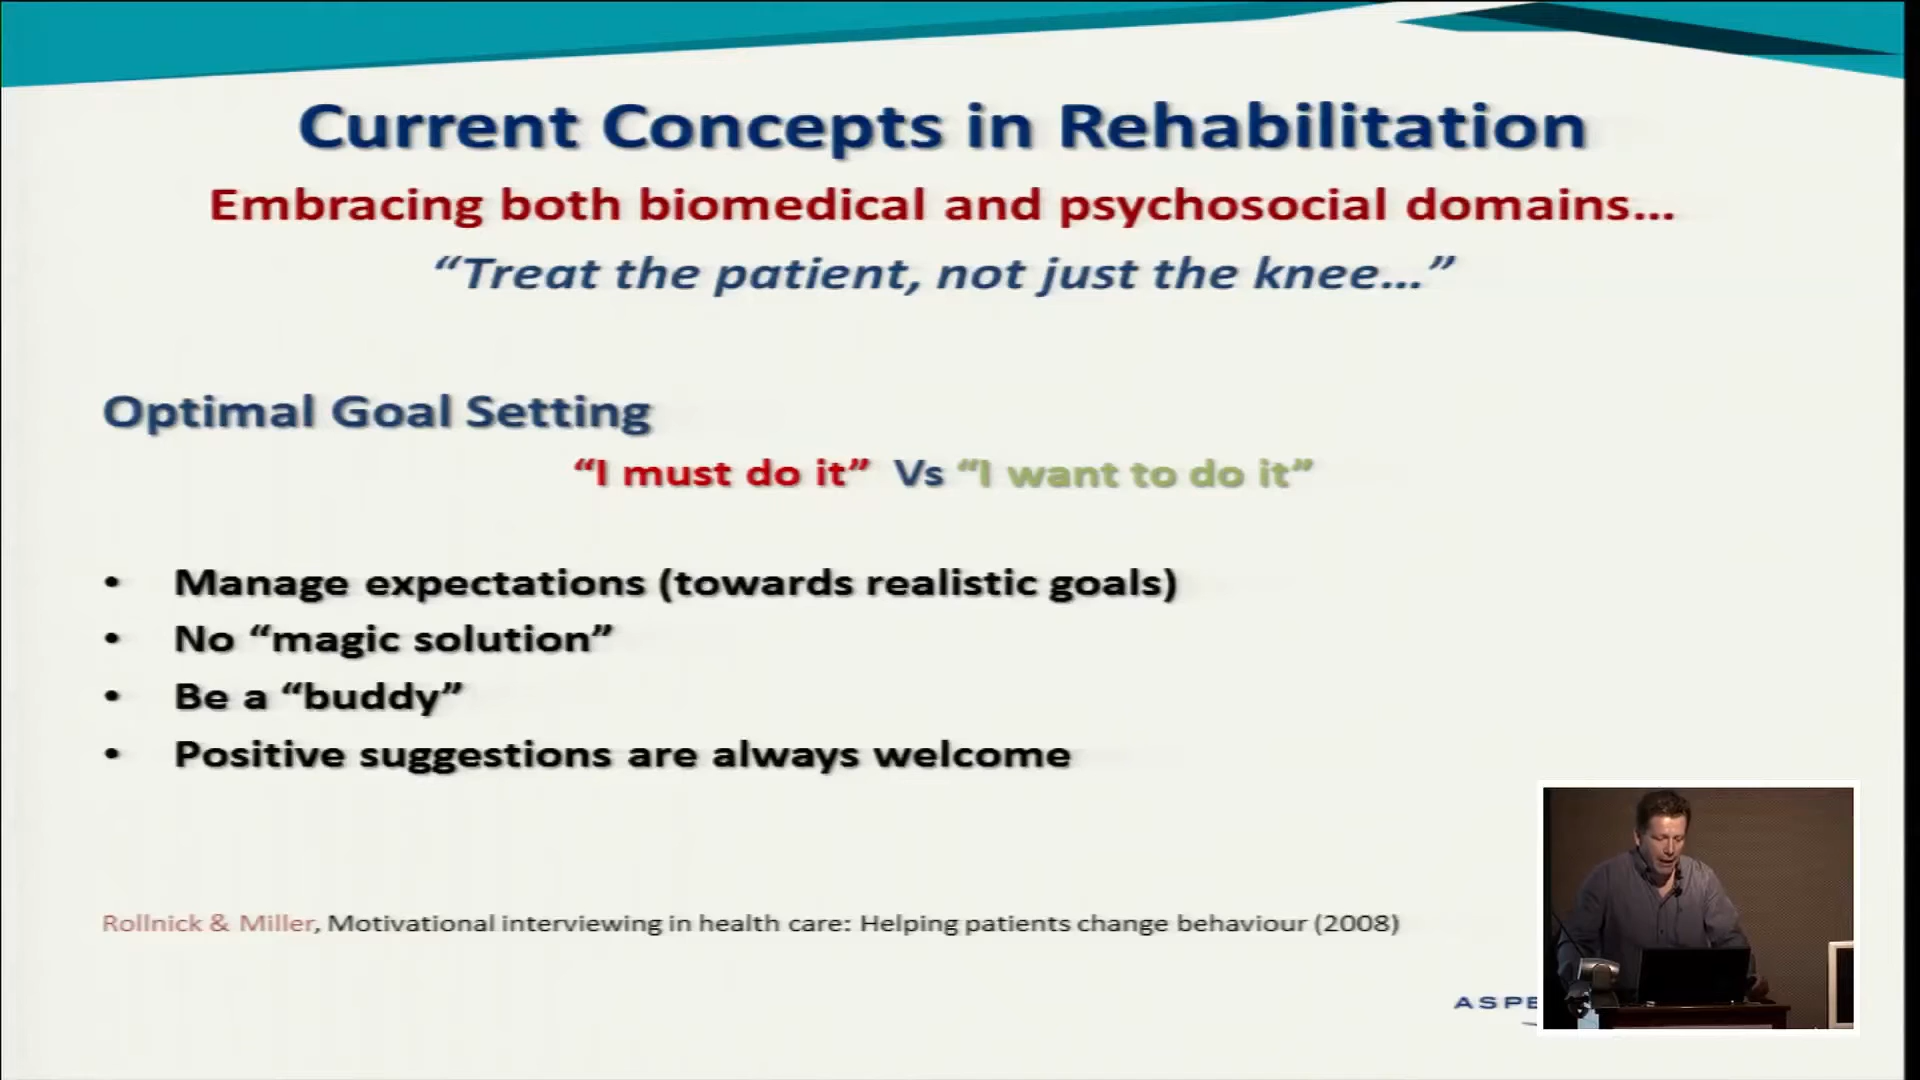 Current Concepts in Rehabilitation
Embracing both biomedical and psychosocial domains...
“Treat the patient, not just the knee...”
Optimal Goal Setting
“I must do it” Vs “I want to do it”
• Manage expectations (towards realistic goals)
• No “magic solution”
• Be a “buddy”
• Positive suggestions are always welcome
Rollnick & Miller, Motivational interviewing in health care: Helping patients change behaviour (2008)